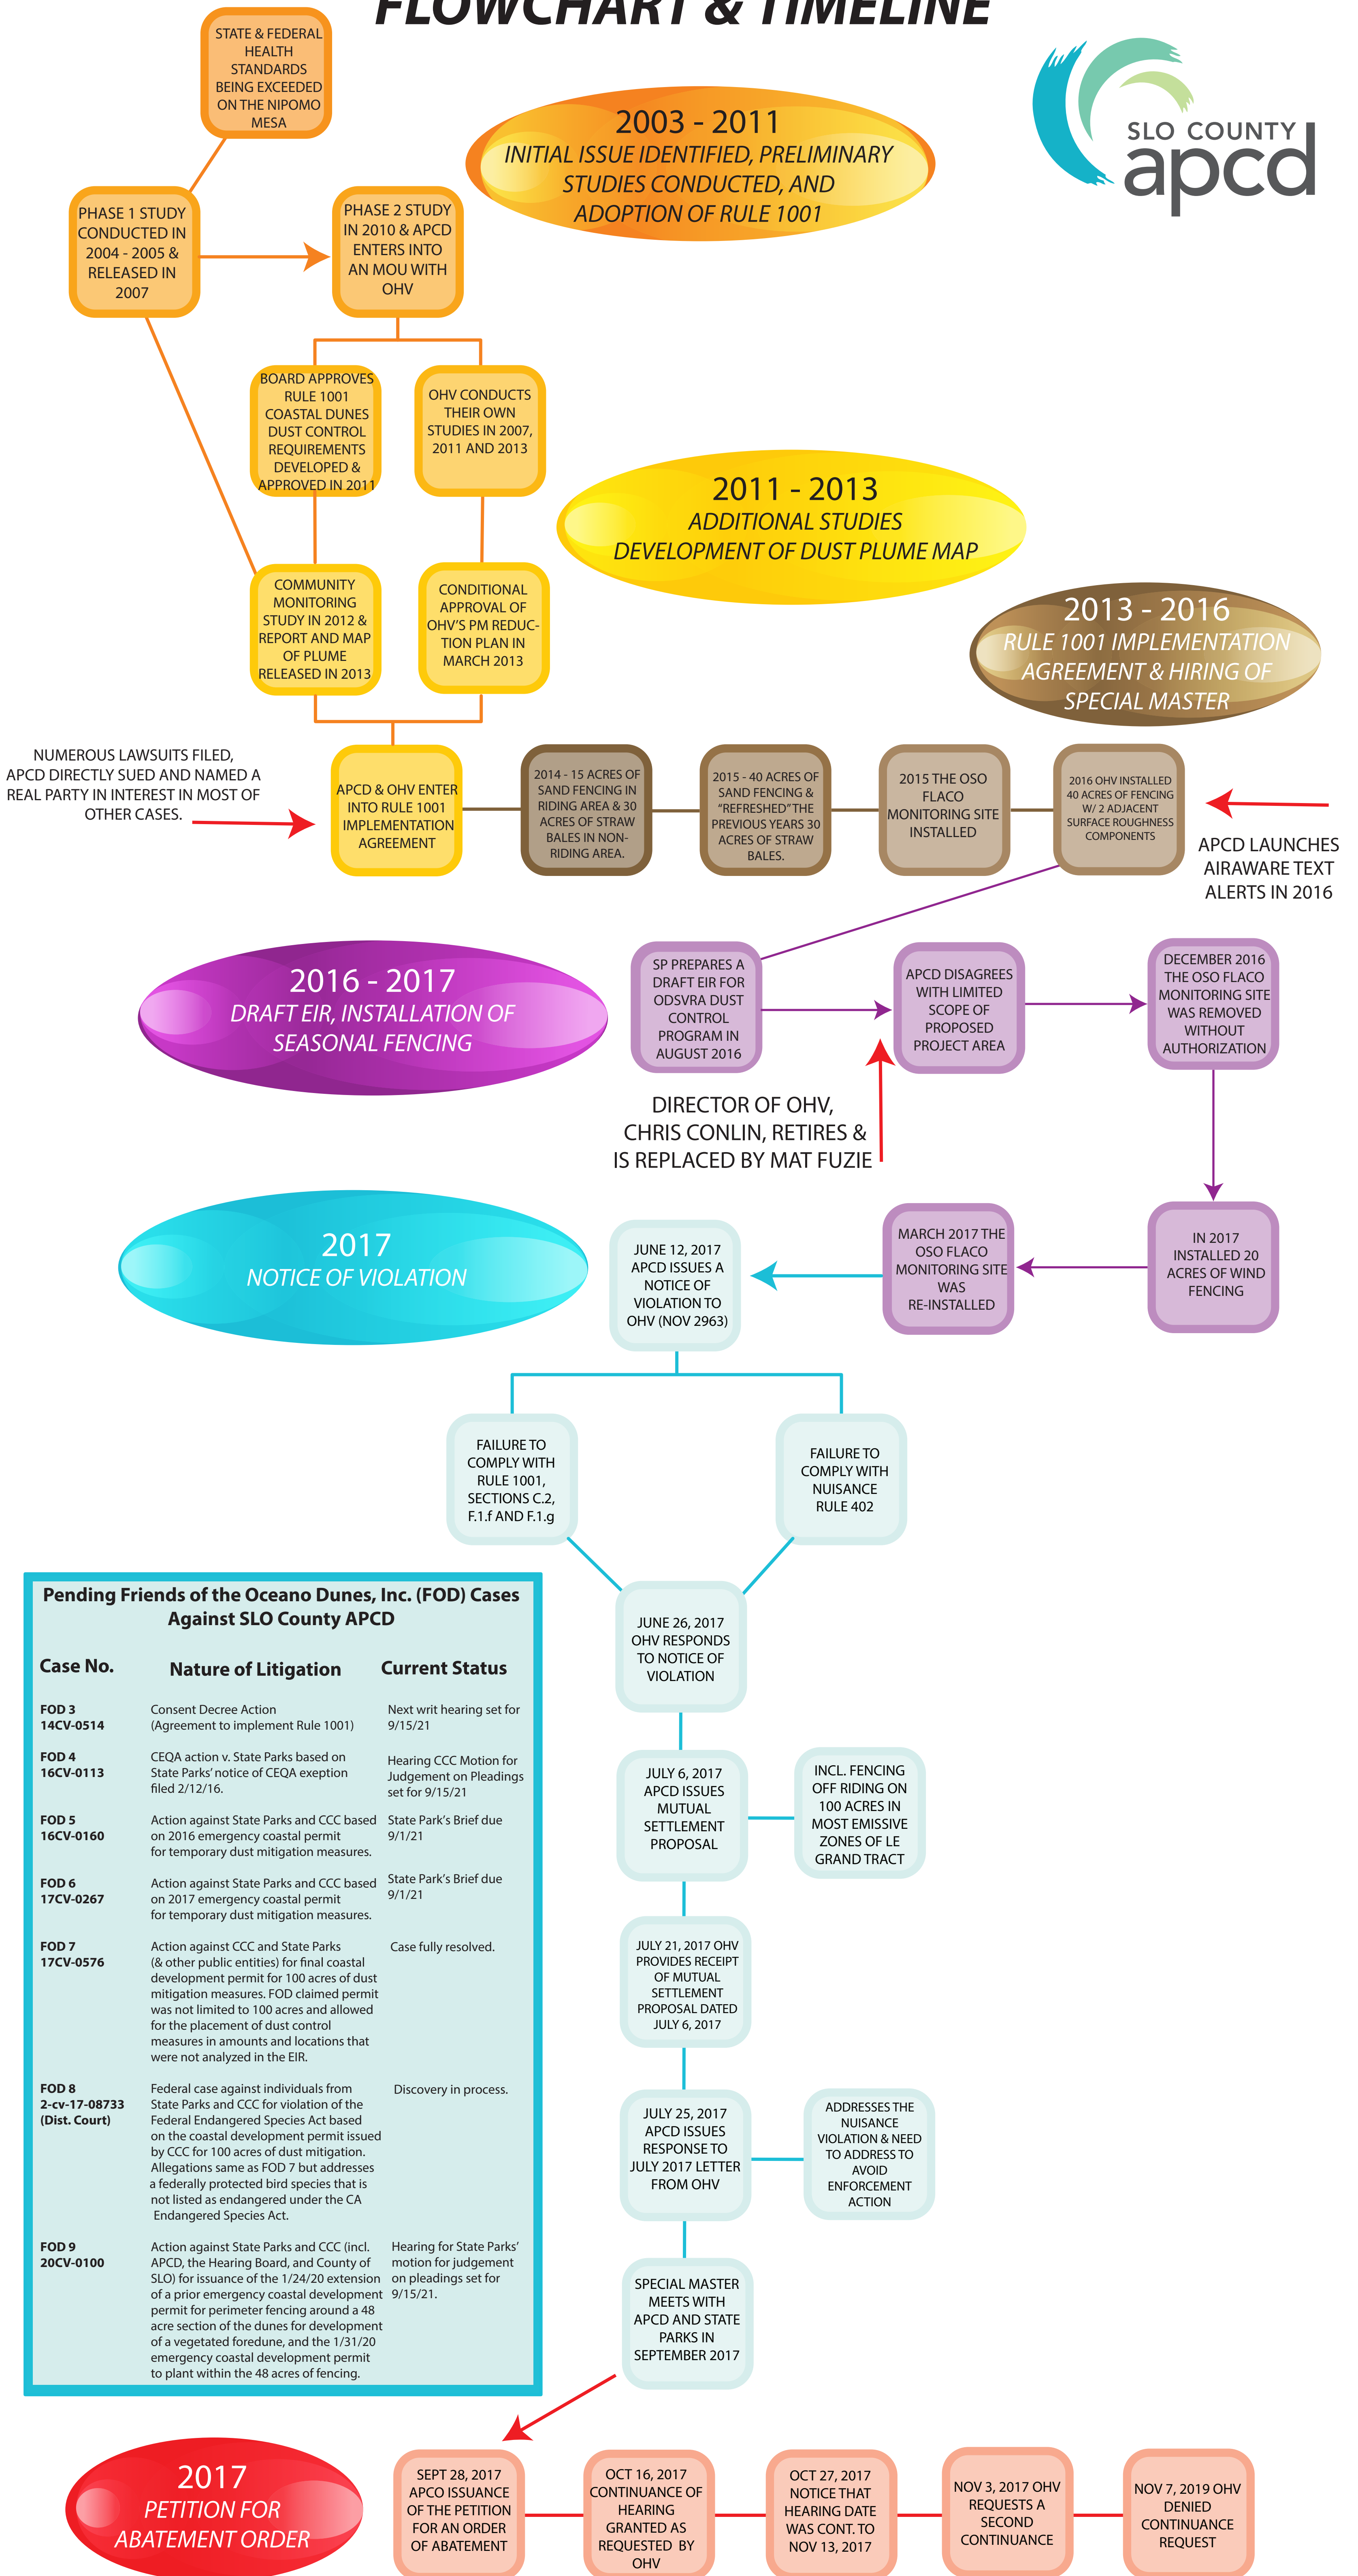 FLOWCHART & TIMELINE
STATE & FEDERAL
HEALTH
STANDARDS
BEING EXCEEDED
ON THE NIPOMO
MESA
2003 - 2011
INITIAL ISSUE IDENTIFIED, PRELIMINARY
STUDIES CONDUCTED, AND
ADOPTION OF RULE 1001
SLO COUNTY
apcd
PHASE 1 STUDY
CONDUCTED IN
2004 - 2005 &
RELEASED IN
2007
PHASE 2 STUDY
IN 2010 & APCD
ENTERS INTO
AN MOU WITH
OHV
BOARD APPROVES
RULE 1001
COASTAL DUNES
DUST CONTROL
REQUIREMENTS
DEVELOPED &
APPROVED IN 2011
OHV CONDUCTS
THEIR OWN
STUDIES IN 2007,
2011 AND 2013
2011 - 2013
ADDITIONAL STUDIES
DEVELOPMENT OF DUST PLUME MAP
COMMUNITY
MONITORING
STUDY IN 2012 &
REPORT AND MAP
OF PLUME
RELEASED IN 2013
CONDITIONAL
APPROVAL OF
OHV'S PM REDUC-
TION PLAN IN
MARCH 2013
2013 - 2016
RULE 1001 IMPLEMENTATION
AGREEMENT & HIRING OF
SPECIAL MASTER
NUMEROUS LAWSUITS FILED,
APCD DIRECTLY SUED AND NAMED A
REAL PARTY IN INTEREST IN MOST OF
OTHER CASES.
APCD & OHV ENTER
INTO RULE 1001
IMPLEMENTATION
AGREEMENT
2014 - 15 ACRES OF
SAND FENCING IN
RIDING AREA & 30
ACRES OF STRAW
BALES IN NON-
RIDING AREA.
2015 - 40 ACRES OF
SAND FENCING &
“REFRESHED” THE
PREVIOUS YEARS 30
ACRES OF STRAW
BALES.
2015 THE OSO
FLACO
MONITORING SITE
INSTALLED
2016 OHV INSTALLED
40 ACRES OF FENCING
W/ 2 ADJACENT
SURFACE ROUGHNESS
COMPONENTS
APCD LAUNCHES
AIRAWARE TEXT
ALERTS IN 2016
2016 - 2017
DRAFT EIR, INSTALLATION OF
SEASONAL FENCING
SP PREPARES A
DRAFT EIR FOR
ODSVRA DUST
CONTROL
PROGRAM IN
AUGUST 2016
APCD DISAGREES
WITH LIMITED
SCOPE OF
PROPOSED
PROJECT AREA
DECEMBER 2016
THE OSO FLACO
MONITORING SITE
WAS REMOVED
WITHOUT
AUTHORIZATION
DIRECTOR OF OHV,
CHRIS CONLIN, RETIRES &
IS REPLACED BY MAT FUZIE
2017
NOTICE OF VIOLATION
JUNE 12, 2017
APCD ISSUES A
NOTICE OF
VIOLATION TO
OHV (NOV 2963)
MARCH 2017 THE
OSO FLACO
MONITORING SITE
WAS
RE-INSTALLED
IN 2017
INSTALLED 20
ACRES OF WIND
FENCING
FAILURE TO
COMPLY WITH
RULE 1001,
SECTIONS C.2,
F.1.f AND F.1.g
FAILURE TO
COMPLY WITH
NUISANCE
RULE 402
JUNE 26, 2017
OHV RESPONDS
TO NOTICE OF
VIOLATION
JULY 6, 2017
APCD ISSUES
MUTUAL
SETTLEMENT
PROPOSAL
INCL. FENCING
OFF RIDING ON
100 ACRES IN
MOST EMISSIVE
ZONES OF LE
GRAND TRACT
JULY 21, 2017 OHV
PROVIDES RECEIPT
OF MUTUAL
SETTLEMENT
PROPOSAL DATED
JULY 6, 2017
JULY 25, 2017
APCD ISSUES
RESPONSE TO
JULY 2017 LETTER
FROM OHV
ADDRESSES THE
NUISANCE
VIOLATION & NEED
TO ADDRESS TO
AVOID
ENFORCEMENT
ACTION
SPECIAL MASTER
MEETS WITH
APCD AND STATE
PARKS IN
SEPTEMBER 2017
Pending Friends of the Oceano Dunes, Inc. (FOD) Cases
Against SLO County APCD
Case No. Nature of Litigation Current Status
FOD 3
14CV-0514
Consent Decree Action
(Agreement to implement Rule 1001)
Next writ hearing set for
9/15/21
FOD 4
16CV-0113
CEQA action v. State Parks based on
State Parks' notice of CEQA exeption
filed 2/12/16.
Hearing CCC Motion for
Judgement on Pleadings
set for 9/15/21
FOD 5
16CV-0160
Action against State Parks and CCC based
on 2016 emergency coastal permit
for temporary dust mitigation measures.
State Park's Brief due
9/1/21
FOD 6
17CV-0267
Action against State Parks and CCC based
on 2017 emergency coastal permit
for temporary dust mitigation measures.
State Park's Brief due
9/1/21
FOD 7
17CV-0576
Action against CCC and State Parks
(& other public entities) for final coastal
development permit for 100 acres of dust
mitigation measures. FOD claimed permit
was not limited to 100 acres and allowed
for the placement of dust control
measures in amounts and locations that
were not analyzed in the EIR.
Case fully resolved.
FOD 8
2-cv-17-08733
(Dist. Court)
Federal case against individuals from
State Parks and CCC for violation of the
Federal Endangered Species Act based
on the coastal development permit issued
by CCC for 100 acres of dust mitigation.
Allegations same as FOD 7 but addresses
a federally protected bird species that is
not listed as endangered under the CA
Endangered Species Act.
Discovery in process.
FOD 9
20CV-0100
Action against State Parks and CCC (incl.
APCD, the Hearing Board, and County of
SLO) for issuance of the 1/24/20 extension
of a prior emergency coastal development
permit for perimeter fencing around a 48
acre section of the dunes for development
of a vegetated foredune, and the 1/31/20
emergency coastal development permit
to plant within the 48 acres of fencing.
Hearing for State Parks'
motion for judgement
on pleadings set for
9/15/21.
2017
PETITION FOR
ABATEMENT ORDER
SEPT 28, 2017
APCO ISSUANCE
OF THE PETITION
FOR AN ORDER
OF ABATEMENT
OCT 16, 2017
CONTINUANCE OF
HEARING
GRANTED AS
REQUESTED BY
OHV
OCT 27, 2017
NOTICE THAT
HEARING DATE
WAS CONT. TO
NOV 13, 2017
NOV 3, 2017 OHV
REQUESTS A
SECOND
CONTINUANCE
NOV 7, 2019 OHV
DENIED
CONTINUANCE
REQUEST